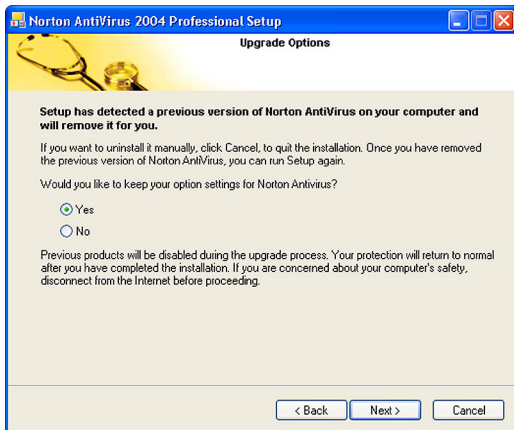 Norton AntiVirus 2004 Professional Setup
Upgrade Options
Setup has detected a previous version of Norton AntiVirus on your computer and
will remove it for you.
If you want to uninstall it manually, click Cancel, to quit the installation. Once you have removed
the previous version of Norton AntiVirus, you can run Setup again.
Would you like to keep your option settings for Norton Antivirus?
Yes
No
Previous products will be disabled during the upgrade process. Your protection will return to normal
after you have completed the installation. If you are concerned about your computer's safety,
disconnect from the Internet before proceeding.
< Back Next > Cancel